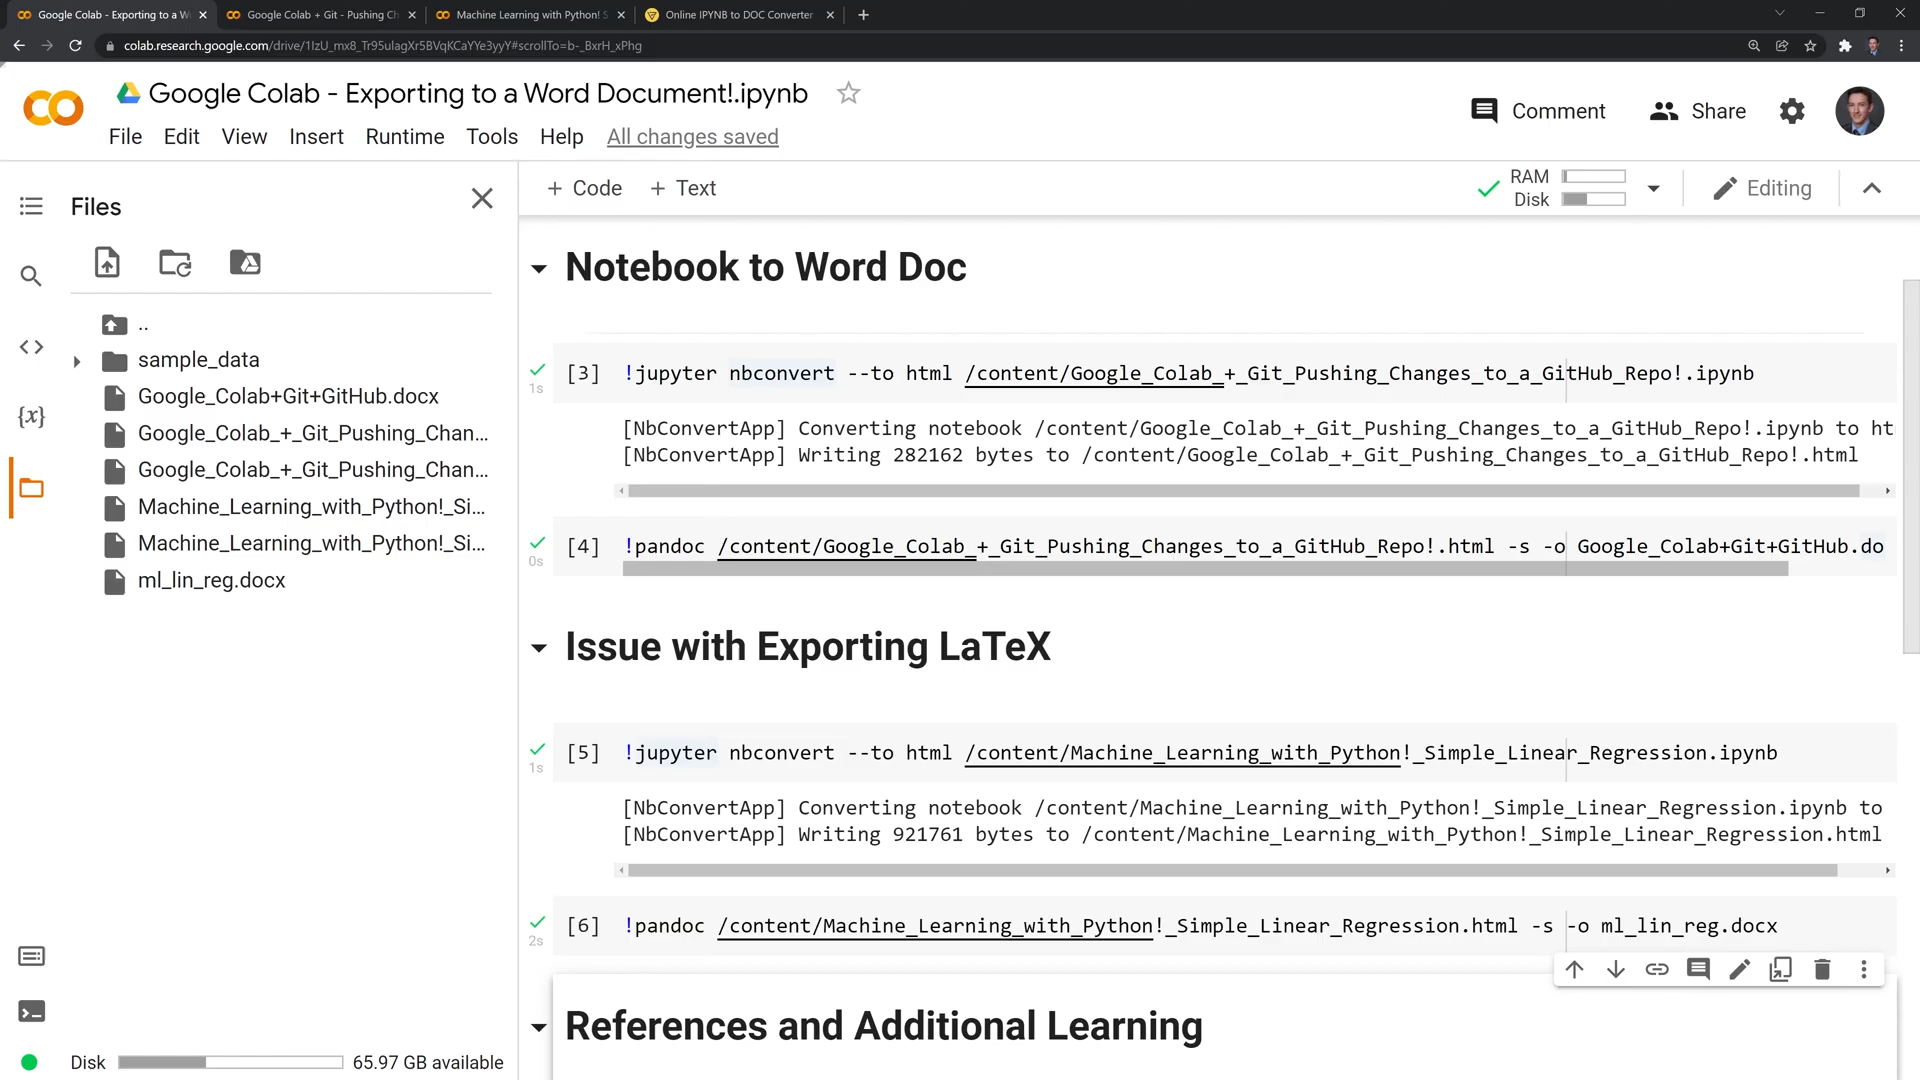 Google Colab - Exporting to a W
Google Colab + Git - Pushing Ch
Machine Learning with Python! S
Online IPYNB to DOC Converter
colab.research.google.com/drive/1IzU_mx8_Tr95ulagXr5BVqKCaYYe3yyY#scrollTo=b-_BxrH_xPhg
Google Colab - Exporting to a Word Document!.ipynb
Comment
Share
File Edit View Insert Runtime Tools Help All changes saved
Files
+ Code + Text
RAM
Disk
Editing
..
sample_data
Google_Colab+Git+GitHub.docx
Google_Colab_+_Git_Pushing_Chan...
Google_Colab_+_Git_Pushing_Chan...
Machine_Learning_with_Python!_Si...
Machine_Learning_with_Python!_Si...
ml_lin_reg.docx
Disk 65.97 GB available
Notebook to Word Doc
1s
[3] !jupyter nbconvert --to html /content/Google_Colab_+_Git_Pushing_Changes_to_a_GitHub_Repo!.ipynb
[NbConvertApp] Converting notebook /content/Google_Colab_+_Git_Pushing_Changes_to_a_GitHub_Repo!.ipynb to ht
[NbConvertApp] Writing 282162 bytes to /content/Google_Colab_+_Git_Pushing_Changes_to_a_GitHub_Repo!.html
0s
[4] !pandoc /content/Google_Colab_+_Git_Pushing_Changes_to_a_GitHub_Repo!.html -s -o Google_Colab+Git+GitHub.do
Issue with Exporting LaTeX
1s
[5] !jupyter nbconvert --to html /content/Machine_Learning_with_Python!_Simple_Linear_Regression.ipynb
[NbConvertApp] Converting notebook /content/Machine_Learning_with_Python!_Simple_Linear_Regression.ipynb to
[NbConvertApp] Writing 921761 bytes to /content/Machine_Learning_with_Python!_Simple_Linear_Regression.html
2s
[6] !pandoc /content/Machine_Learning_with_Python!_Simple_Linear_Regression.html -s -o ml_lin_reg.docx
References and Additional Learning